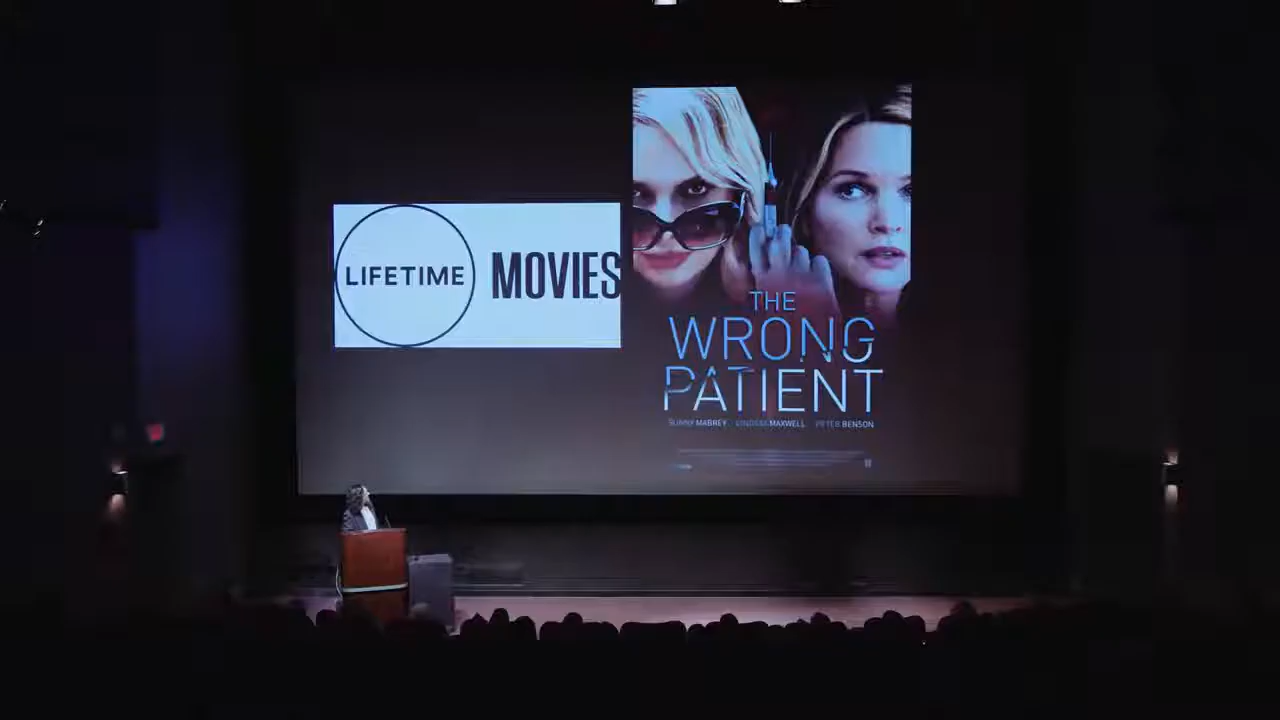 LIFETIME MOVIES
THE
WRONG
PATIENT
SUNNY MABREY LINDSAY MAXWELL PETER BENSON